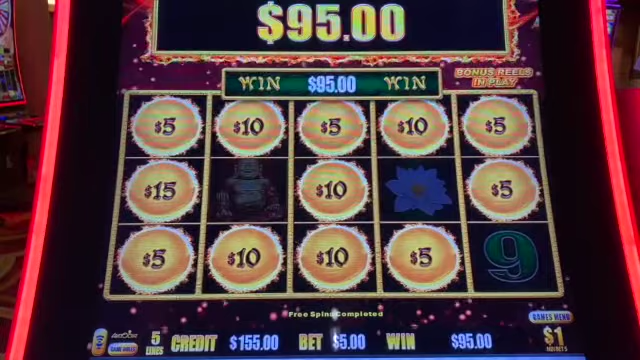 $95.00
WIN $95.00 WIN
BONUS REELS
IN PLAY
$5 $10 $5 $10 $5
$15 $10 $5
$5 $10 $10 $5 9
Free Spins Completed
GAMES MENU
5 LINES CREDIT $155.00 BET $5.00 WIN $95.00 $1